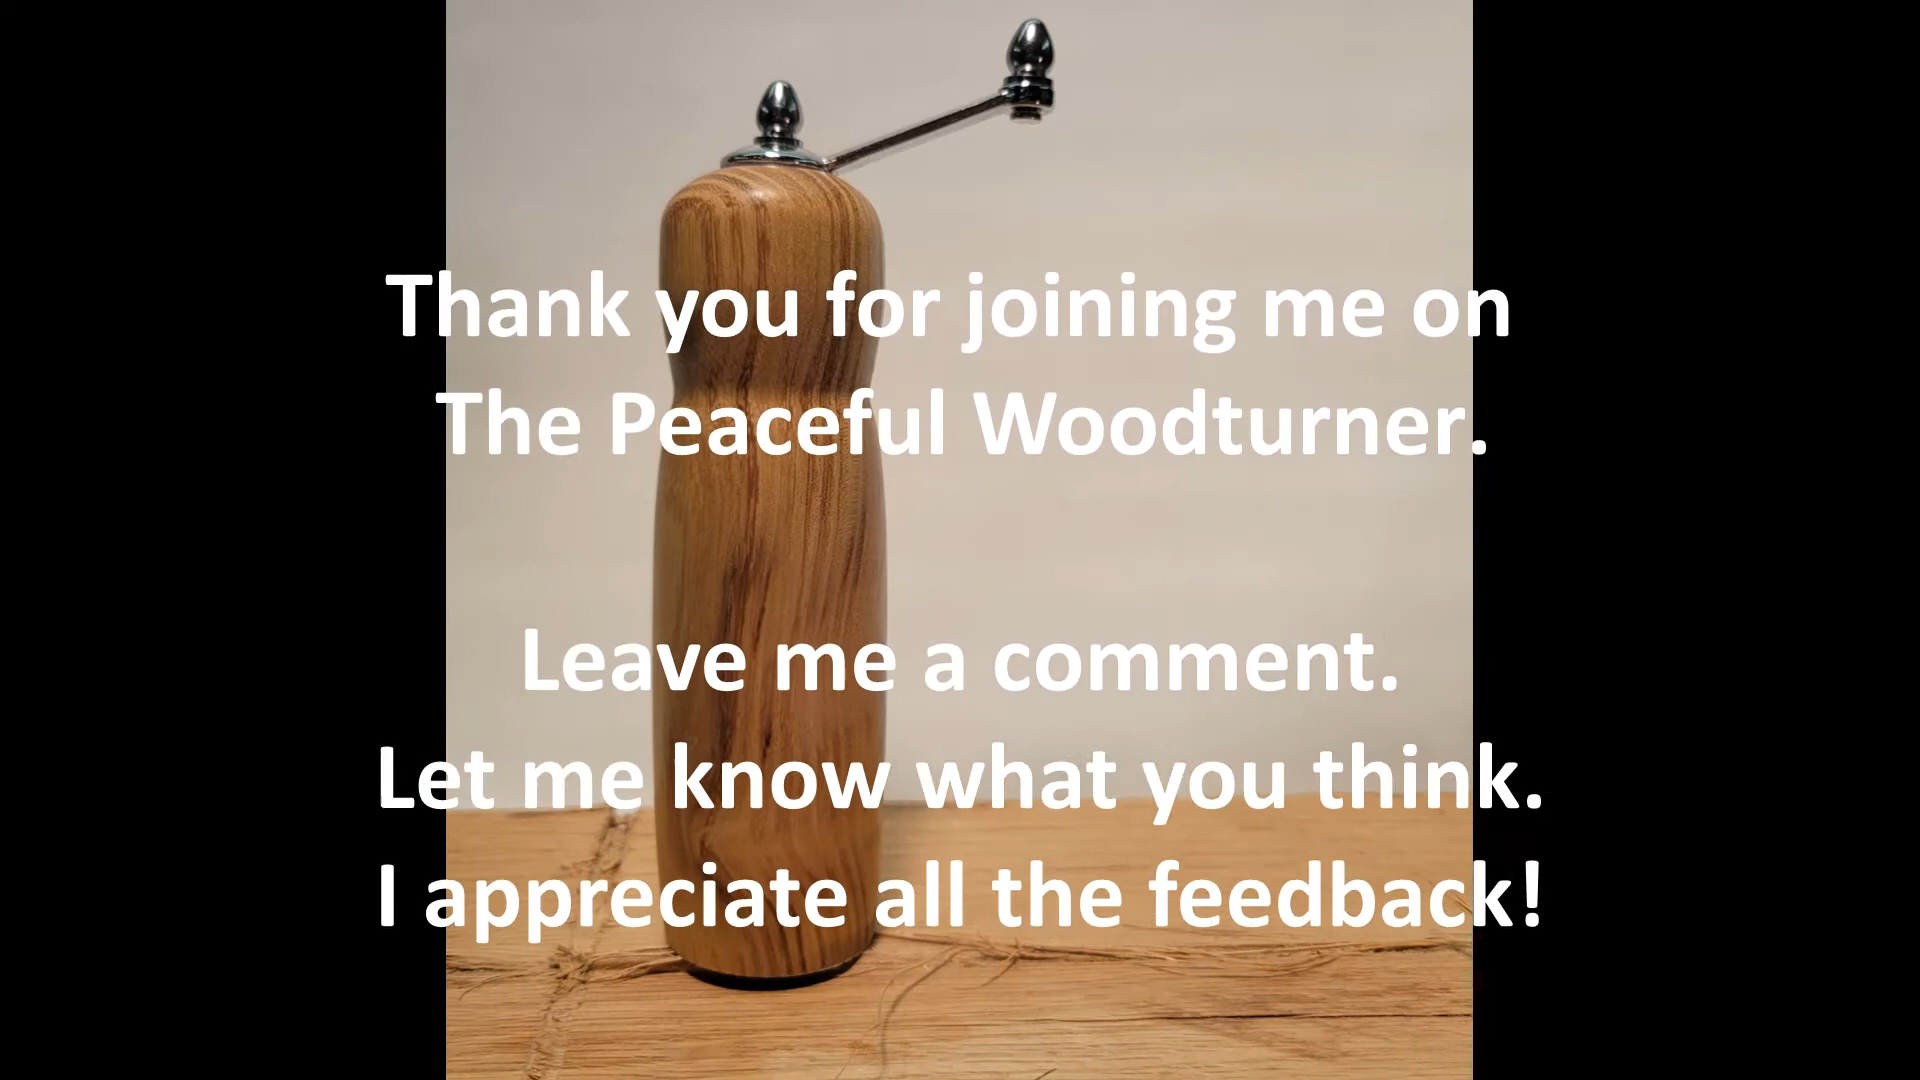 Thank you for joining me on
The Peaceful Woodturner.
Leave me a comment.
Let me know what you think.
I appreciate all the feedback!